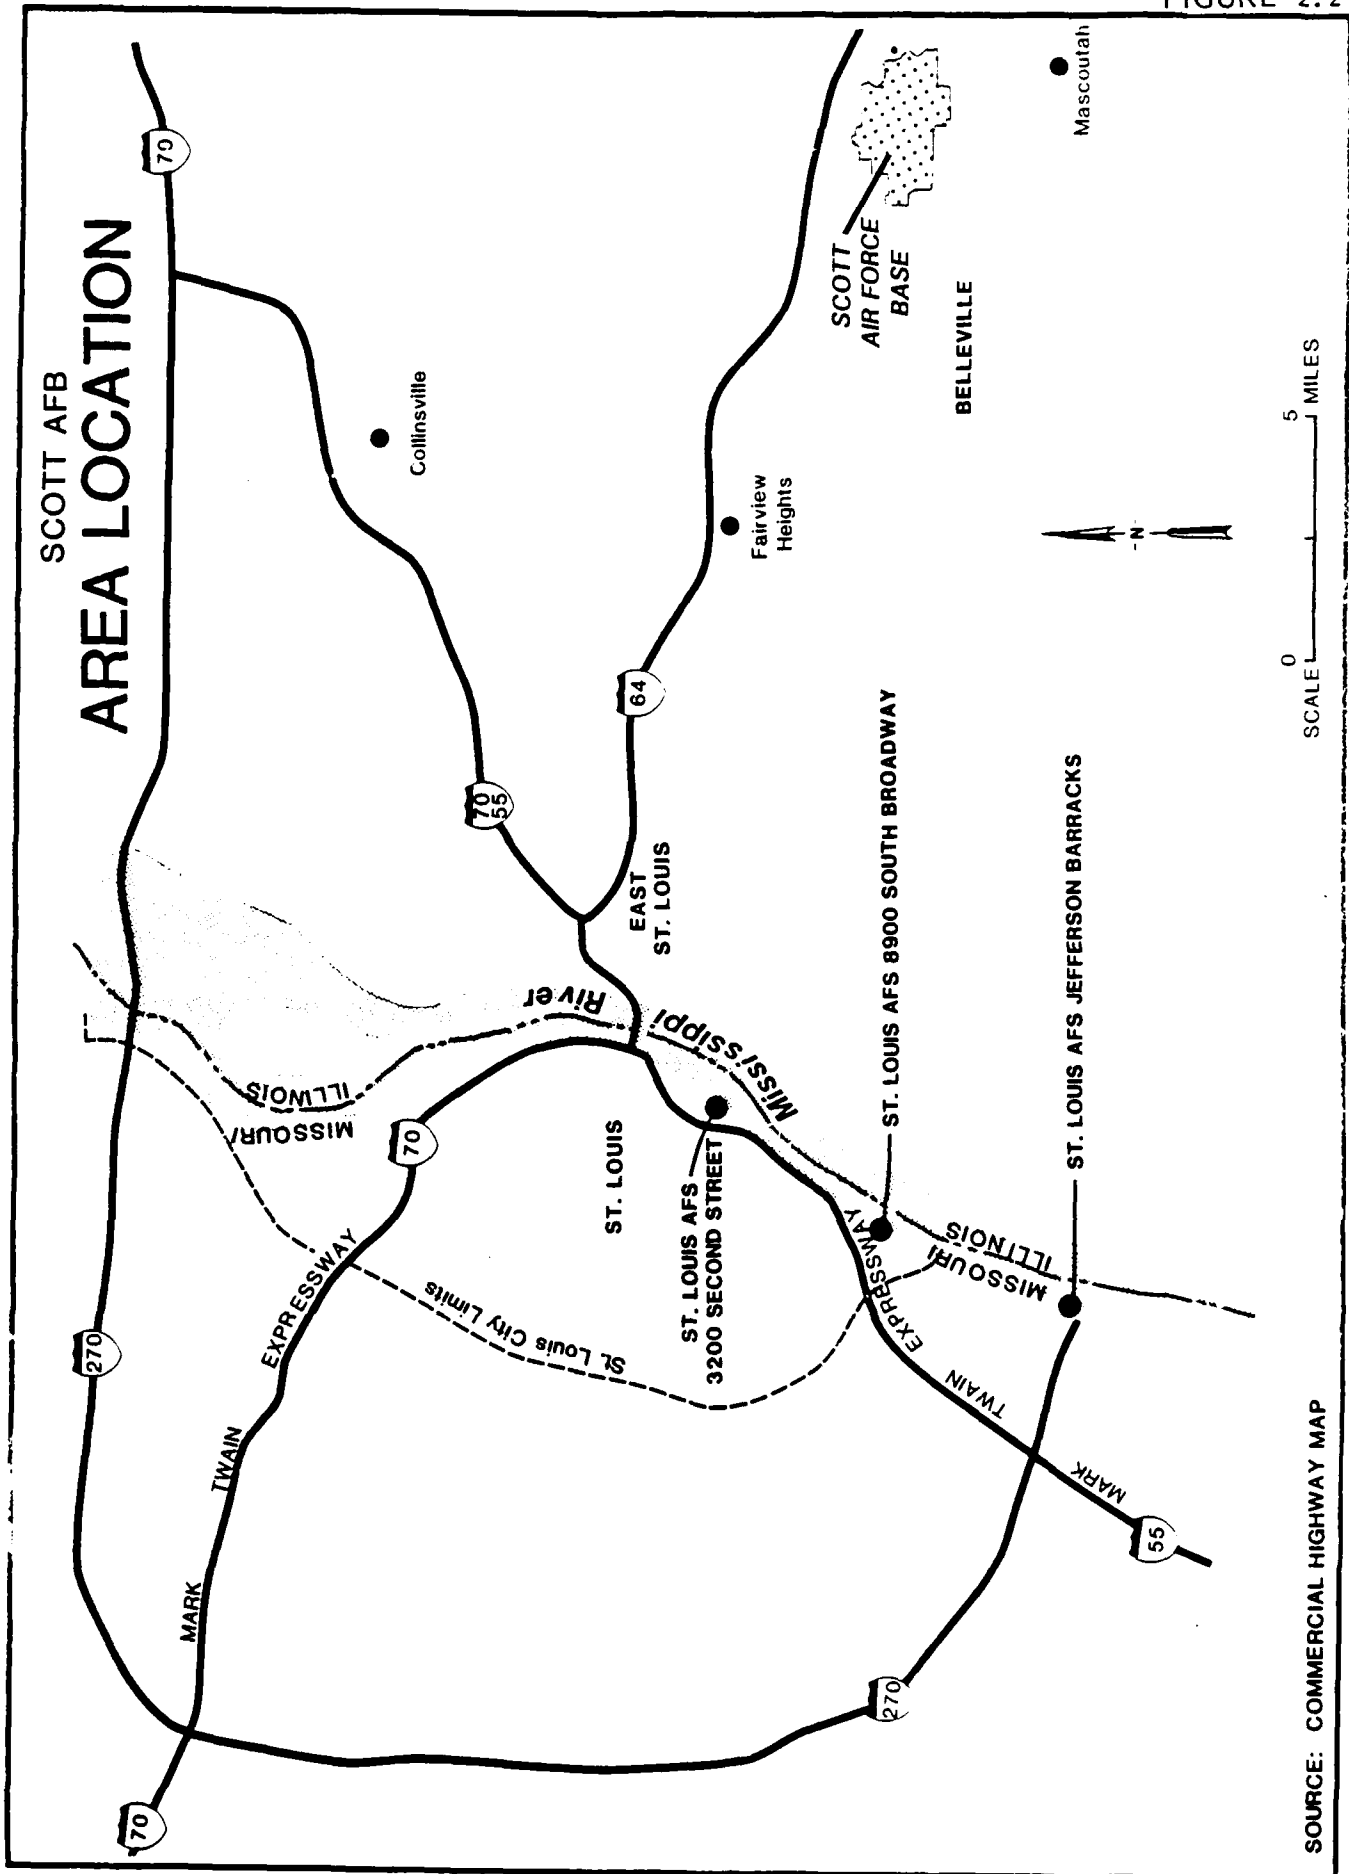 FIGURE 2.2
SCOTT AFB
AREA LOCATION
70
270
70
MARK
TWAIN
EXPRESSWAY
70
MISSOURI
ILLINOIS
St. Louis City Limits
ST. LOUIS
Mississippi
River
70
55
Collinsville
EAST
ST. LOUIS
64
Fairview
Heights
SCOTT
AIR FORCE
BASE
BELLEVILLE
Mascoutah
ST. LOUIS AFS
3200 SECOND STREET
ST. LOUIS AFS 8900 SOUTH BROADWAY
ST. LOUIS AFS JEFFERSON BARRACKS
MISSOURI
ILLINOIS
MARK
TWAIN
EXPRESSWAY
55
270
-N-
0
5
SCALE
MILES
SOURCE: COMMERCIAL HIGHWAY MAP